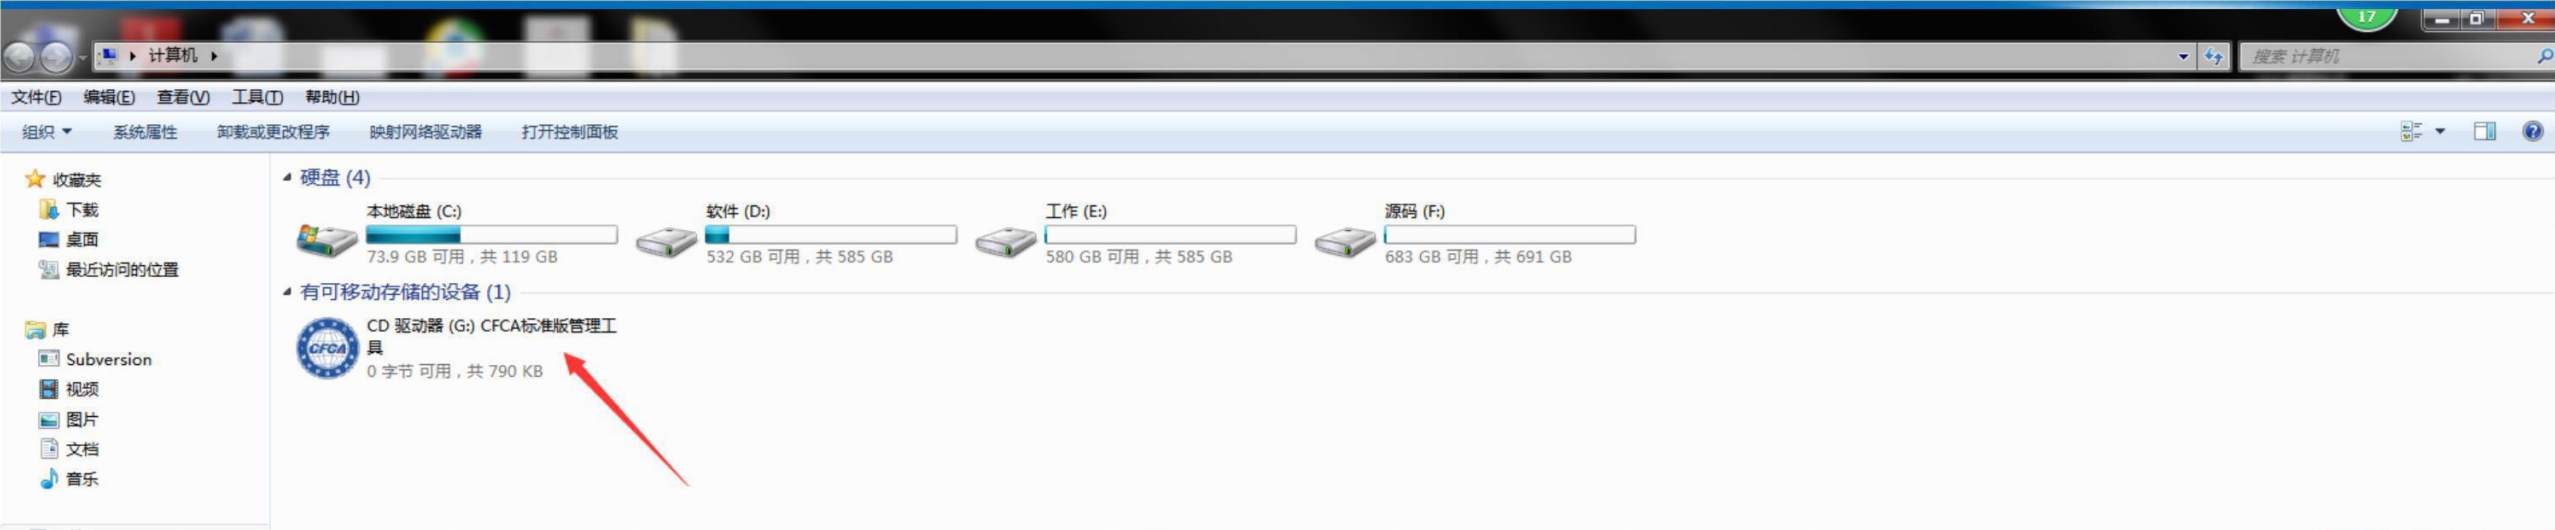 17
计算机
搜索 计算机
文件(F) 编辑(E) 查看(V) 工具(T) 帮助(H)
组织 系统属性 卸载或更改程序 映射网络驱动器 打开控制面板
收藏夹
下载
桌面
最近访问的位置
库
Subversion
视频
图片
文档
音乐
硬盘 (4)
本地磁盘 (C:)
73.9 GB 可用，共 119 GB
软件 (D:)
532 GB 可用，共 585 GB
工作 (E:)
580 GB 可用，共 585 GB
源码 (F:)
683 GB 可用，共 691 GB
有可移动存储的设备 (1)
CFCA
CD 驱动器 (G:) CFCA标准版管理工
具
0 字节 可用，共 790 KB